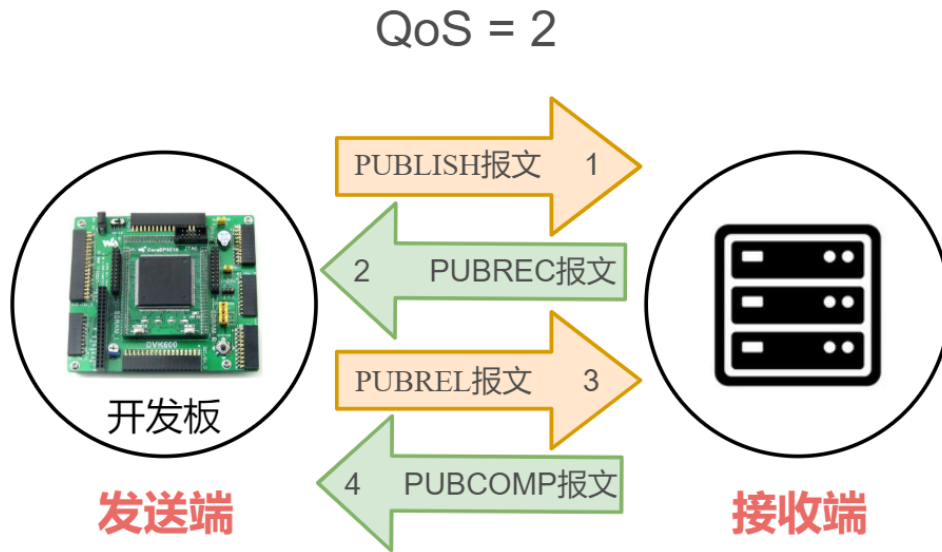 QoS = 2
PUBLISH报文 1
2 PUBREC报文
PUBREL报文 3
4 PUBCOMP报文
DVK600
开发板
发送端
接收端